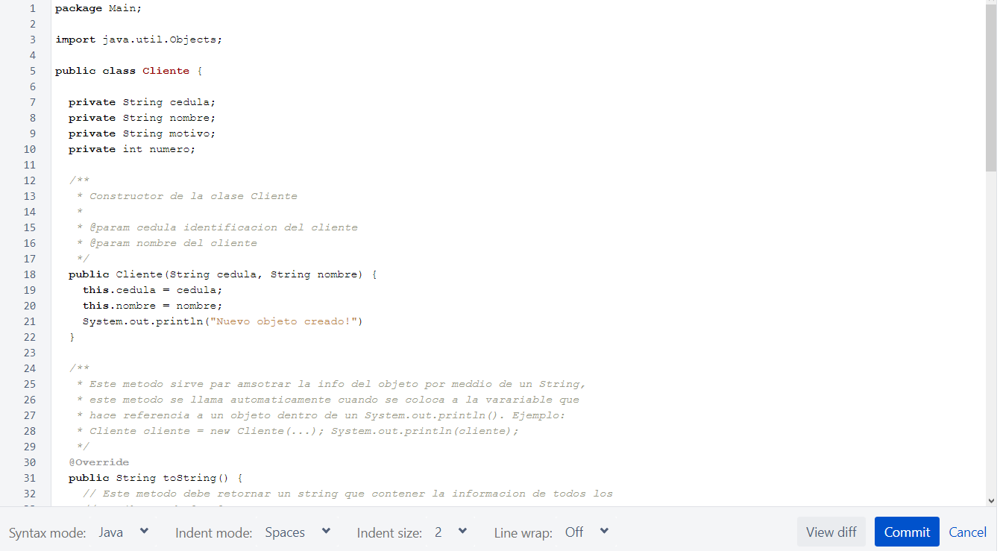 1 package Main;
2
3 import java.util.Objects;
4
5 public class Cliente {
6
7 private String cedula;
8 private String nombre;
9 private String motivo;
10 private int numero;
11
12 /**
13 * Constructor de la clase Cliente
14 *
15 * @param cedula identificacion del cliente
16 * @param nombre del cliente
17 */
18 public Cliente(String cedula, String nombre) {
19 this.cedula = cedula;
20 this.nombre = nombre;
21 System.out.println("Nuevo objeto creado!")
22 }
23
24 /**
25 * Este metodo sirve par amsotrar la info del objeto por meddio de un String,
26 * este metodo se llama automaticamente cuando se coloca a la varariable que
27 * hace referencia a un objeto dentro de un System.out.println(). Ejemplo:
28 * Cliente cliente = new Cliente(...); System.out.println(cliente);
29 */
30 @Override
31 public String toString() {
32 // Este metodo debe retornar un string que contener la informacion de todos los
Syntax mode: Java Indent mode: Spaces Indent size: 2 Line wrap: Off View diff Commit Cancel